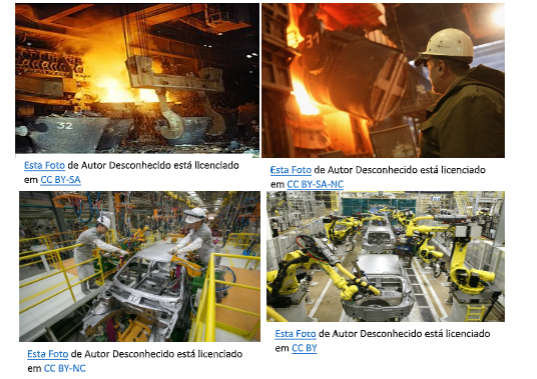 32
31
Esta Foto de Autor Desconhecido está licenciado
em CC BY-SA
Esta Foto de Autor Desconhecido está licenciado
em CC BY-SA-NC
Esta Foto de Autor Desconhecido está licenciado
em CC BY-NC
Esta Foto de Autor Desconhecido está licenciado
em CC BY